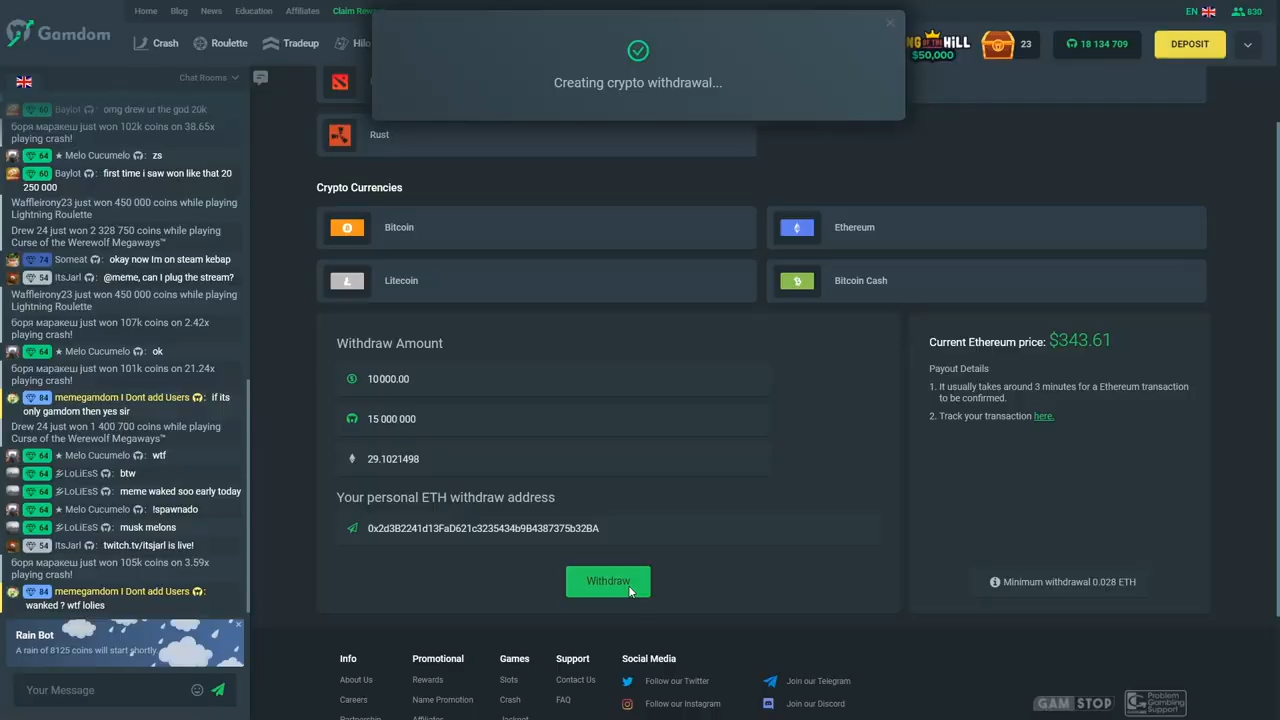 Home Blog News Education Affiliates Claim Rew
EN 830
Gamdom
Crash Roulette Tradeup Hilo
HILL
$50,000
23
18 134 709
DEPOSIT
Creating crypto withdrawal...
Chat Rooms
60 Baylot : omg drew ur the god 20k
боря маракеш just won 102k coins on 38.65x
playing crash!
64 ★ Melo Cucumelo : zs
60 Baylot : first time i saw won like that 20
250 000
Waffleirony23 just won 450 000 coins while playing
Lightning Roulette
Drew 24 just won 2 328 750 coins while playing
Curse of the Werewolf Megaways™
74 Someat : okay now Im on steam kebap
54 ItsJarl : @meme, can I plug the stream?
Waffleirony23 just won 450 000 coins while playing
Lightning Roulette
боря маракеш just won 107k coins on 2.42x
playing crash!
64 ★ Melo Cucumelo : ok
боря маракеш just won 101k coins on 21.24x
playing crash!
84 memegamdom I Dont add Users : if its
only gamdom then yes sir
Drew 24 just won 1 400 700 coins while playing
Curse of the Werewolf Megaways™
64 ★ Melo Cucumelo : wtf
64 LoLiEsS : btw
64 LoLiEsS : meme waked soo early today
64 ★ Melo Cucumelo : !spawnado
64 LoLiEsS : musk melons
54 ItsJarl : twitch.tv/itsjarl is live!
боря маракеш just won 105k coins on 3.59x
playing crash!
84 memegamdom I Dont add Users :
wanked ? wtf lolies
Rain Bot
A rain of 8125 coins will start shortly.
Your Message
Rust
Crypto Currencies
Bitcoin Ethereum
Litecoin Bitcoin Cash
Withdraw Amount
10 000.00
15 000 000
29.1021498
Your personal ETH withdraw address
0x2d3B2241d13FaD621c3235434b9B4387375b32BA
Withdraw
Current Ethereum price: $343.61
Payout Details
1. It usually takes around 3 minutes for a Ethereum transaction
to be confirmed.
2. Track your transaction here.
Minimum withdrawal 0.028 ETH
Info Promotional Games Support Social Media
About Us Rewards Slots Contact Us Follow our Twitter Join our Telegram
Careers Name Promotion Crash FAQ Follow our Instagram Join our Discord
GAMSTOP
Problem
Gambling
Support